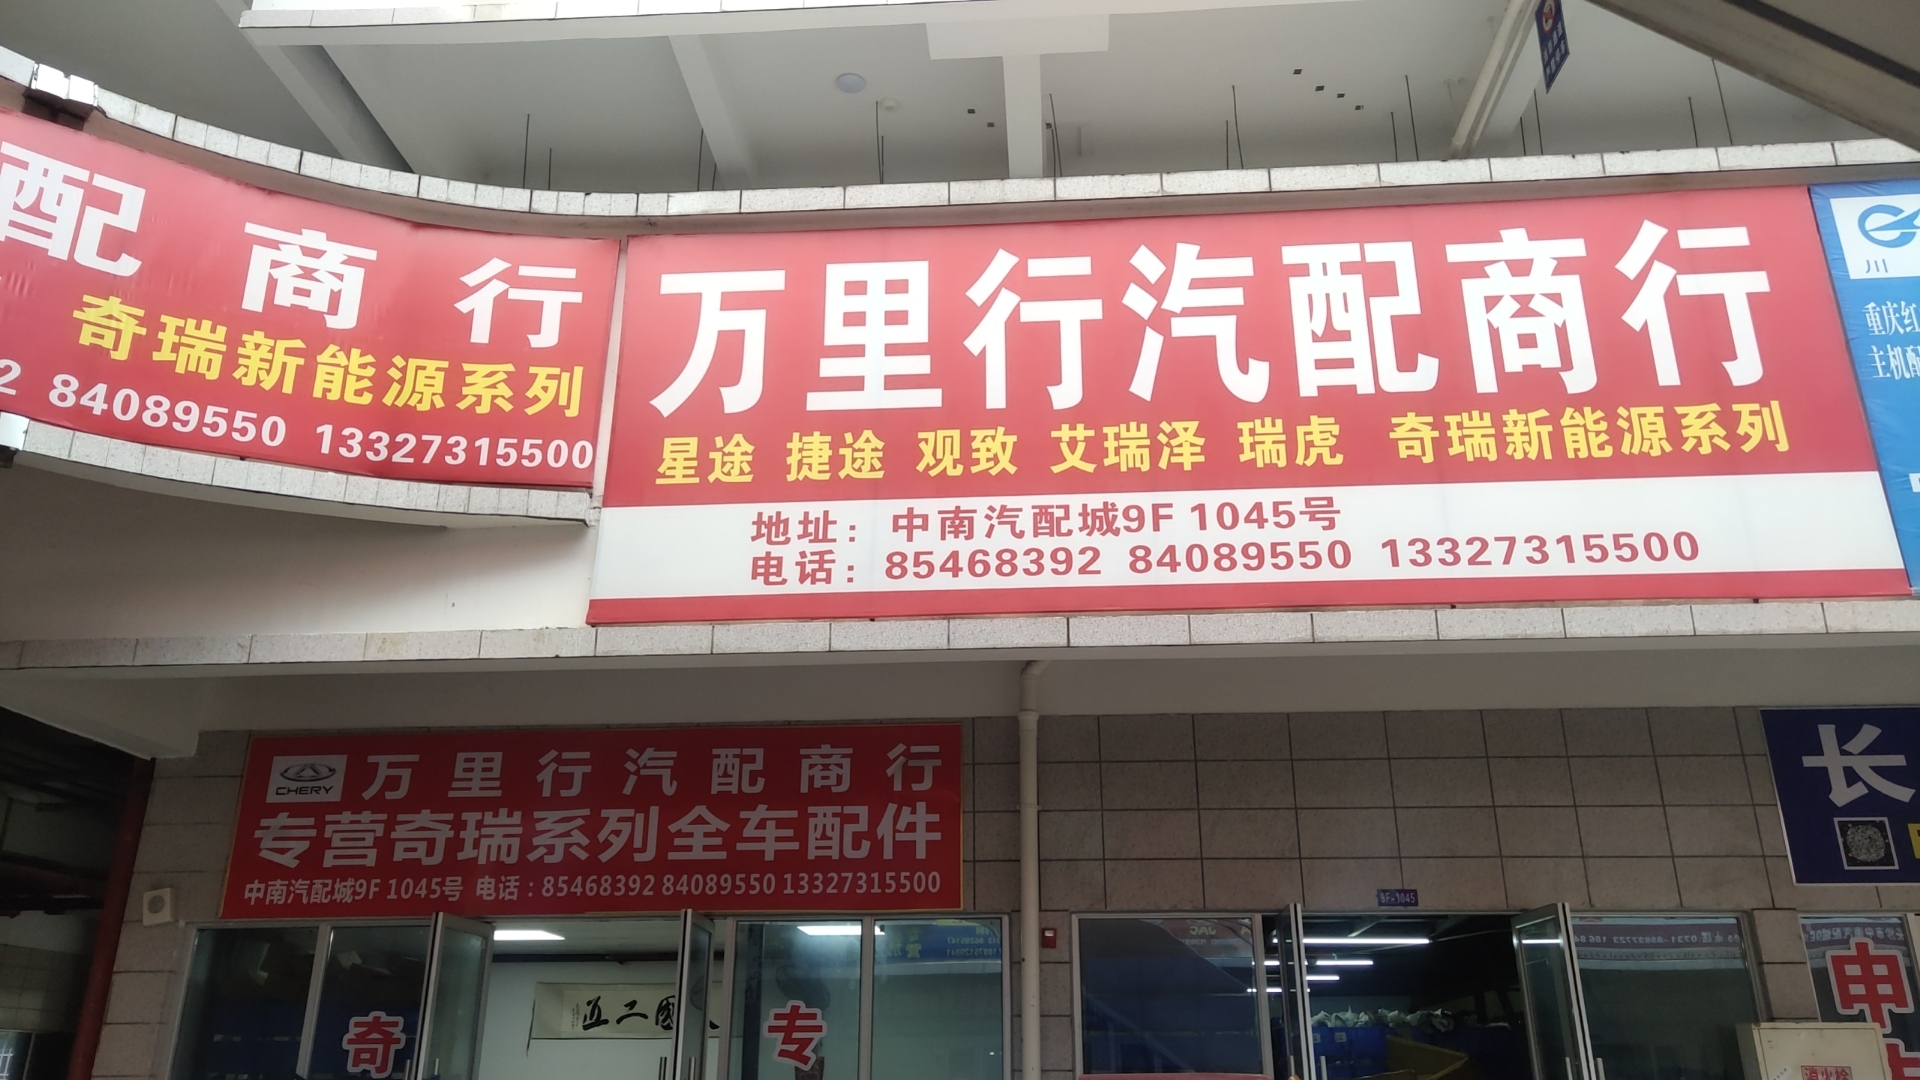 配商行
奇瑞新能源系列
2 84089550 13327315500
万里行汽配商行
星途 捷途 观致 艾瑞泽 瑞虎 奇瑞新能源系列
地址：中南汽配城9F 1045号
电话：85468392 84089550 13327315500
川
重庆红
主机配
CHERY
万里行汽配商行
专营奇瑞系列全车配件
中南汽配城9F 1045号 电话：85468392 84089550 13327315500
长
9F-1045
奇
专
申
消火栓